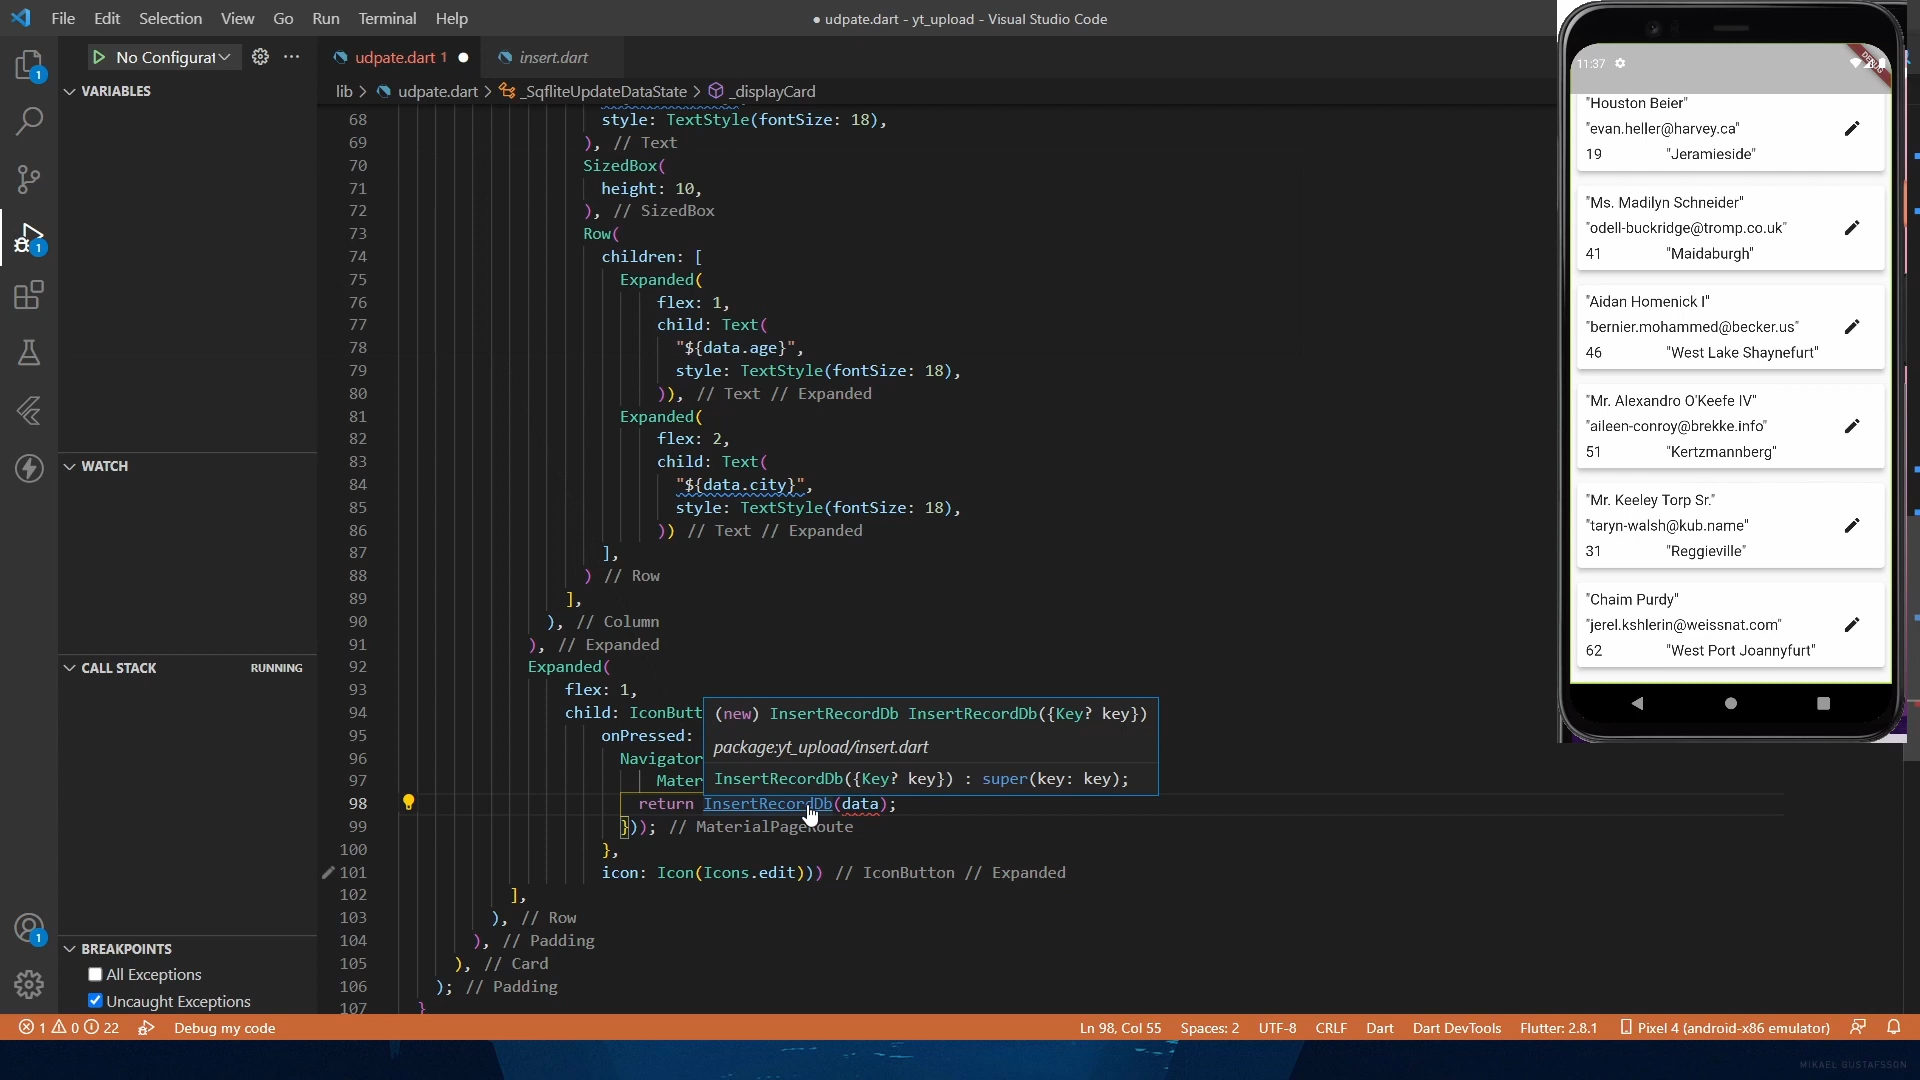 File Edit Selection View Go Run Terminal Help
● udpate.dart - yt_upload - Visual Studio Code
No Configurat
udpate.dart 1
insert.dart
lib > udpate.dart > _SqfliteUpdateDataState > _displayCard
VARIABLES
WATCH
CALL STACK RUNNING
BREAKPOINTS
All Exceptions
Uncaught Exceptions
68 style: TextStyle(fontSize: 18),
69 ), // Text
70 SizedBox(
71 height: 10,
72 ), // SizedBox
73 Row(
74 children: [
75 Expanded(
76 flex: 1,
77 child: Text(
78 "${data.age}",
79 style: TextStyle(fontSize: 18),
80 )), // Text // Expanded
81 Expanded(
82 flex: 2,
83 child: Text(
84 "${data.city}",
85 style: TextStyle(fontSize: 18),
86 )) // Text // Expanded
87 ],
88 ) // Row
89 ],
90 ), // Column
91 ), // Expanded
92 Expanded(
93 flex: 1,
94 child: IconButt
95 onPressed:
96 Navigator
97 Mater
98 return InsertRecordDb(data);
99 })); // MaterialPageRoute
100 },
101 icon: Icon(Icons.edit))) // IconButton // Expanded
102 ],
103 ), // Row
104 ), // Padding
105 ), // Card
106 ); // Padding
107 }
(new) InsertRecordDb InsertRecordDb({Key? key})
package:yt_upload/insert.dart
InsertRecordDb({Key? key}) : super(key: key);
11:37
DEBUG
"Houston Beier"
"evan.heller@harvey.ca"
19 "Jeramieside"
"Ms. Madilyn Schneider"
"odell-buckridge@tromp.co.uk"
41 "Maidaburgh"
"Aidan Homenick I"
"bernier.mohammed@becker.us"
46 "West Lake Shaynefurt"
"Mr. Alexandro O'Keefe IV"
"aileen-conroy@brekke.info"
51 "Kertzmannberg"
"Mr. Keeley Torp Sr."
"taryn-walsh@kub.name"
31 "Reggieville"
"Chaim Purdy"
"jerel.kshlerin@weissnat.com"
62 "West Port Joannyfurt"
1 0 22 Debug my code
Ln 98, Col 55 Spaces: 2 UTF-8 CRLF Dart Dart DevTools Flutter: 2.8.1 Pixel 4 (android-x86 emulator)
MIKAEL GUSTAFSSON